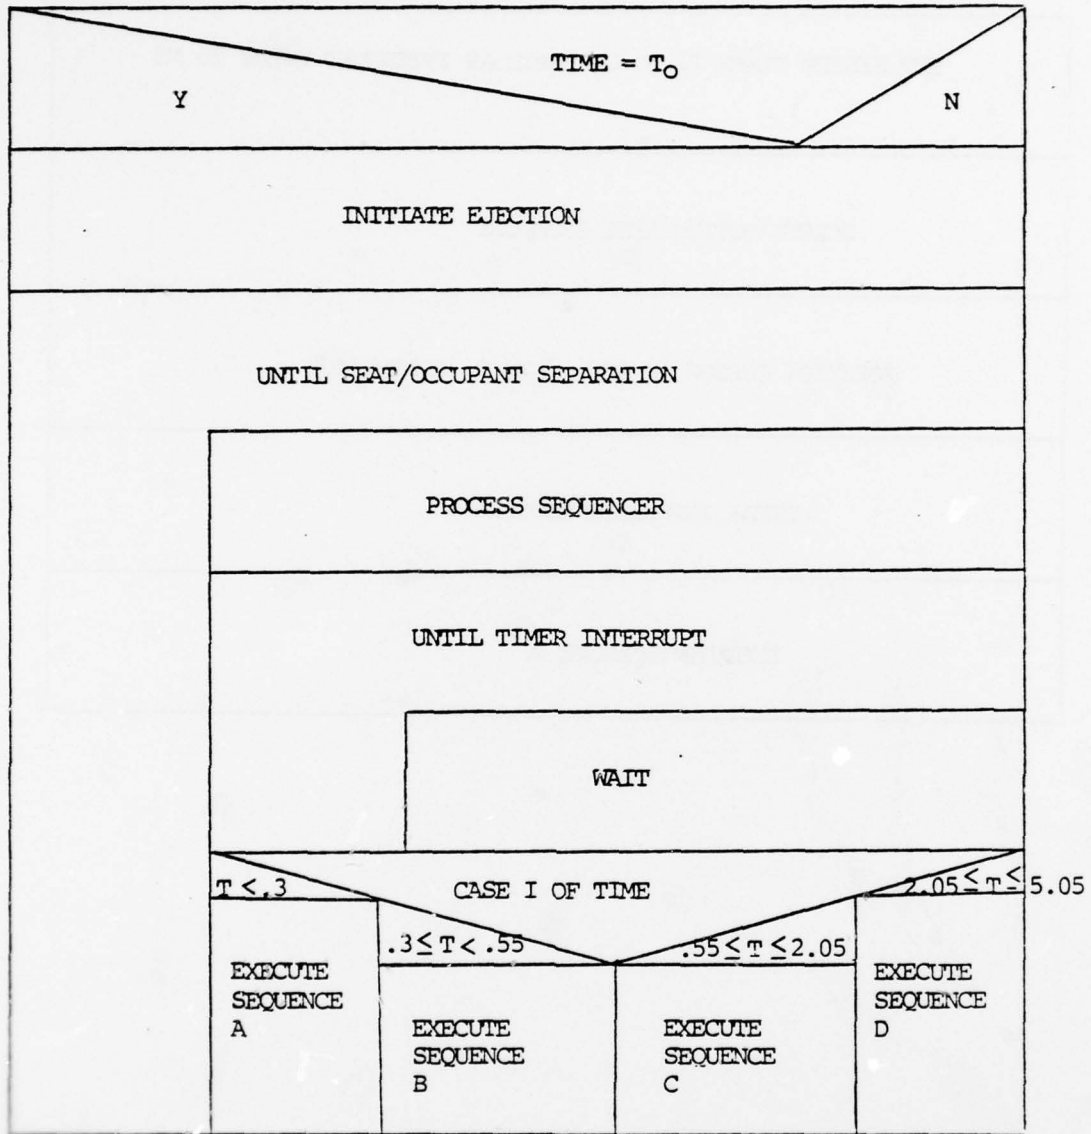 TIME = T₀
Y
N
INITIATE EJECTION
UNTIL SEAT/OCCUPANT SEPARATION
PROCESS SEQUENCER
UNTIL TIMER INTERRUPT
WAIT
CASE I OF TIME
T < .3
2.05 ≤ T ≤ 5.05
.3 ≤ T < .55
.55 ≤ T ≤ 2.05
EXECUTE
SEQUENCE
A
EXECUTE
SEQUENCE
B
EXECUTE
SEQUENCE
C
EXECUTE
SEQUENCE
D